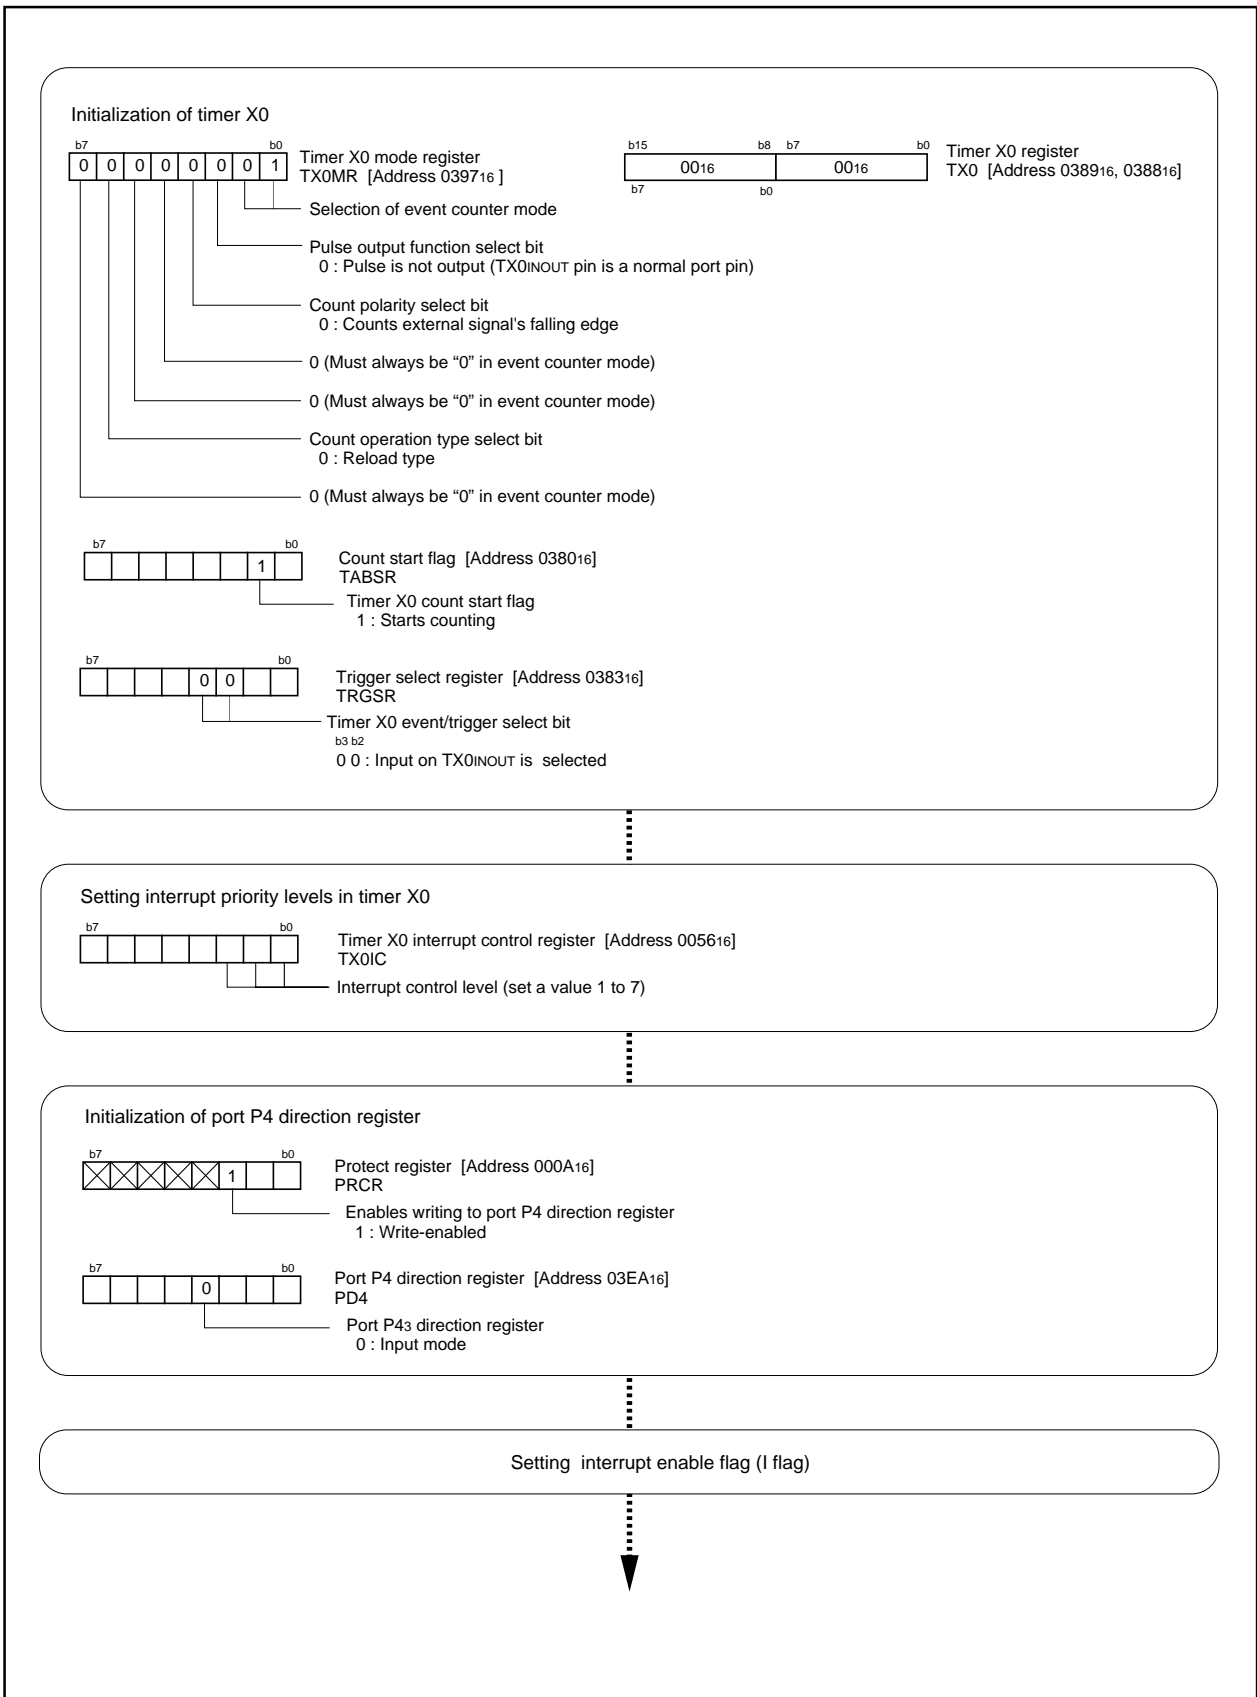 Initialization of timer X0
b7 b0
0 0 0 0 0 0 0 1
Timer X0 mode register
TX0MR [Address 039716 ]
b15 b8 b7 b0
0016 0016
b7 b0
Timer X0 register
TX0 [Address 038916, 038816]
Selection of event counter mode
Pulse output function select bit
0 : Pulse is not output (TX0INOUT pin is a normal port pin)
Count polarity select bit
0 : Counts external signal's falling edge
0 (Must always be “0” in event counter mode)
0 (Must always be “0” in event counter mode)
Count operation type select bit
0 : Reload type
0 (Must always be “0” in event counter mode)
b7 b0
1
Count start flag [Address 038016]
TABSR
Timer X0 count start flag
1 : Starts counting
b7 b0
0 0
Trigger select register [Address 038316]
TRGSR
Timer X0 event/trigger select bit
b3 b2
0 0 : Input on TX0INOUT is selected
Setting interrupt priority levels in timer X0
b7 b0
Timer X0 interrupt control register [Address 005616]
TX0IC
Interrupt control level (set a value 1 to 7)
Initialization of port P4 direction register
b7 b0
1
Protect register [Address 000A16]
PRCR
Enables writing to port P4 direction register
1 : Write-enabled
b7 b0
0
Port P4 direction register [Address 03EA16]
PD4
Port P43 direction register
0 : Input mode
Setting interrupt enable flag (I flag)